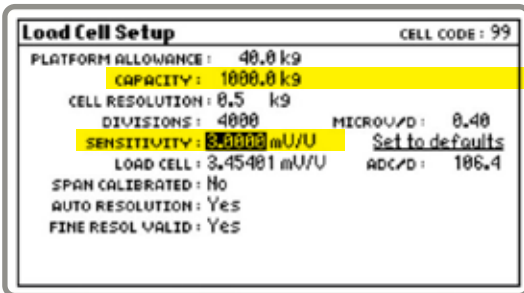 Load Cell Setup CELL CODE: 99
PLATFORM ALLOWANCE: 40.0 kg
CAPACITY: 1000.0 kg
CELL RESOLUTION: 0.5 kg
DIVISIONS: 4000 MICROV/D: 0.40
SENSITIVITY: 3.0000 mV/V Set to defaults
LOAD CELL: 3.45401 mV/V ADC/D: 106.4
SPAN CALIBRATED: No
AUTO RESOLUTION: Yes
FINE RESOL VALID: Yes